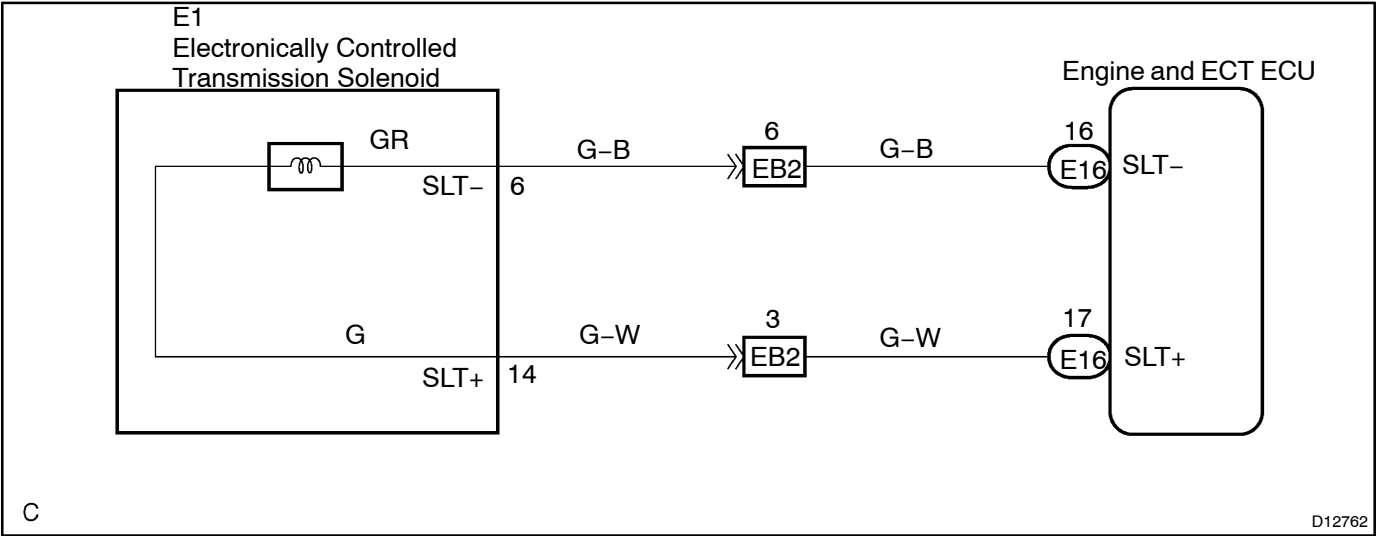 E1
Electronically Controlled
Transmission Solenoid
Engine and ECT ECU
GR
G−B
6
EB2
G−B
16
E16
SLT−
SLT−
6
G
G−W
3
EB2
G−W
17
E16
SLT+
SLT+
14
C
D12762